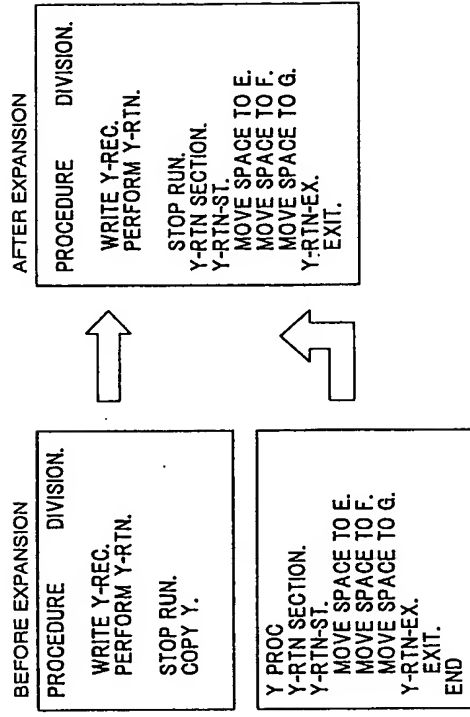 BEFORE EXPANSION
PROCEDURE DIVISION.
WRITE Y-REC.
PERFORM Y-RTN.
STOP RUN.
COPY Y.
Y PROC
Y-RTN SECTION.
Y-RTN-ST.
MOVE SPACE TO E.
MOVE SPACE TO F.
MOVE SPACE TO G.
Y-RTN-EX.
EXIT.
END
AFTER EXPANSION
PROCEDURE DIVISION.
WRITE Y-REC.
PERFORM Y-RTN.
STOP RUN.
Y-RTN SECTION.
Y-RTN-ST.
MOVE SPACE TO E.
MOVE SPACE TO F.
MOVE SPACE TO G.
Y-RTN-EX.
EXIT.